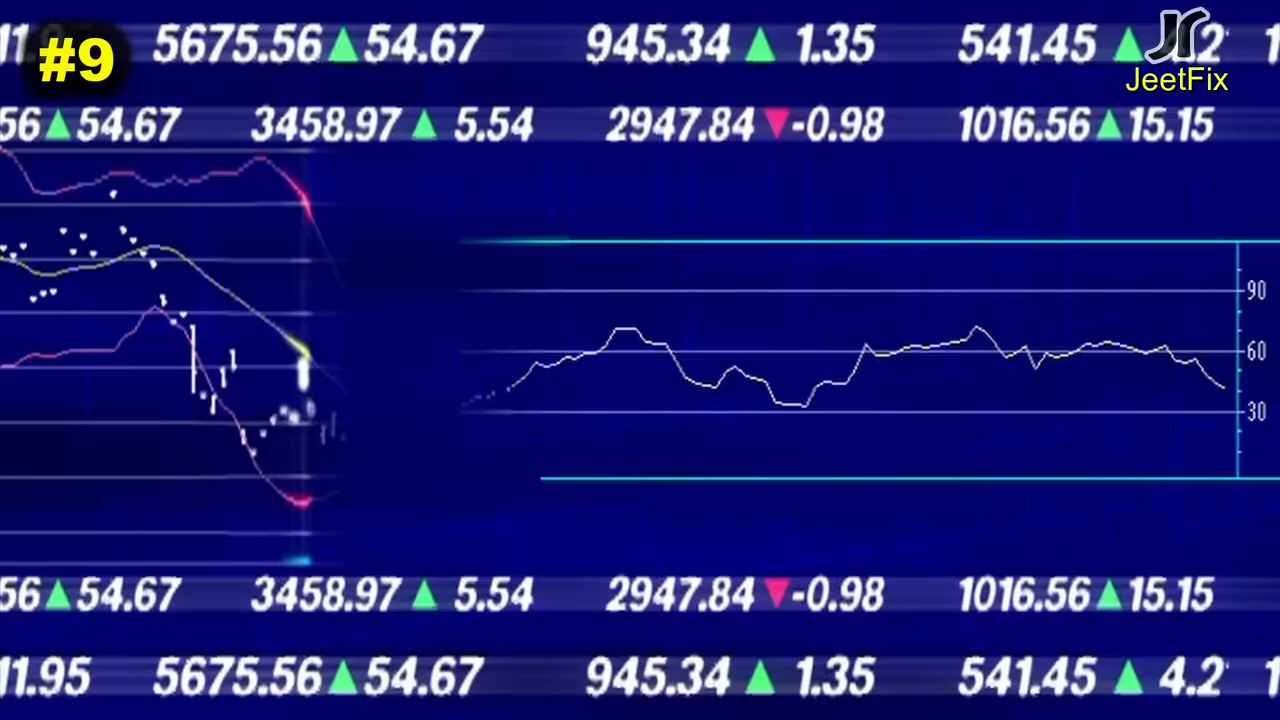 #9
5675.56 ▲ 54.67 945.34 ▲ 1.35 541.45 ▲
JeetFix
56 ▲ 54.67 3458.97 ▲ 5.54 2947.84 ▼ -0.98 1016.56 ▲ 15.15
90
60
30
56 ▲ 54.67 3458.97 ▲ 5.54 2947.84 ▼ -0.98 1016.56 ▲ 15.15
11.95 5675.56 ▲ 54.67 945.34 ▲ 1.35 541.45 ▲ 4.2